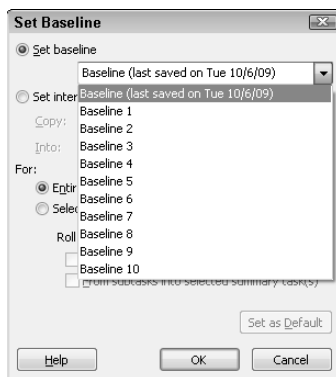 Set Baseline
Set baseline
Baseline (last saved on Tue 10/6/09)
Set inter
Baseline (last saved on Tue 10/6/09)
Copy:
Baseline 1
Baseline 2
Into:
Baseline 3
Baseline 4
For:
Baseline 5
Entir
Baseline 6
Selec
Baseline 7
Roll
Baseline 8
Baseline 9
Baseline 10
From subtasks into selected summary task(s)
Set as Default
Help
OK
Cancel